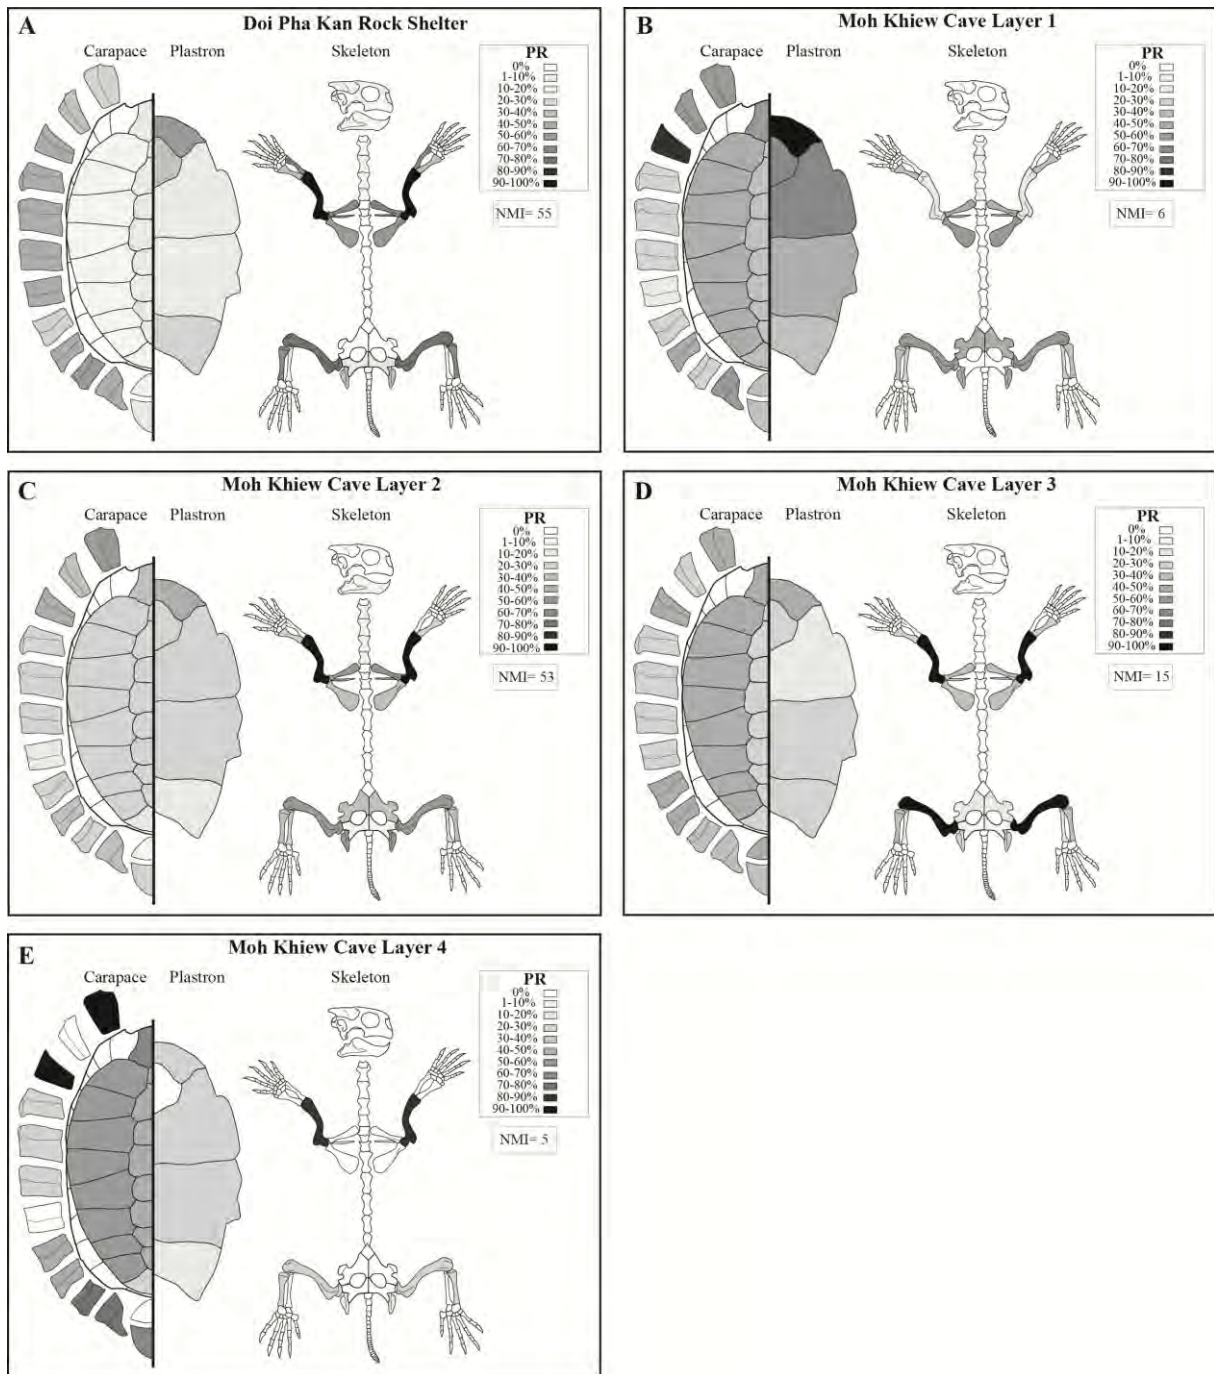 A
Doi Pha Kan Rock Shelter
Carapace Plastron Skeleton
PR
0%
1-10%
10-20%
20-30%
30-40%
40-50%
50-60%
60-70%
70-80%
80-90%
90-100%
NMI= 55
B
Moh Khiew Cave Layer 1
Carapace Plastron Skeleton
PR
0%
1-10%
10-20%
20-30%
30-40%
40-50%
50-60%
60-70%
70-80%
80-90%
90-100%
NMI= 6
C
Moh Khiew Cave Layer 2
Carapace Plastron Skeleton
PR
0%
1-10%
10-20%
20-30%
30-40%
40-50%
50-60%
60-70%
70-80%
80-90%
90-100%
NMI= 53
D
Moh Khiew Cave Layer 3
Carapace Plastron Skeleton
PR
0%
1-10%
10-20%
20-30%
30-40%
40-50%
50-60%
60-70%
70-80%
80-90%
90-100%
NMI= 15
E
Moh Khiew Cave Layer 4
Carapace Plastron Skeleton
PR
0%
1-10%
10-20%
20-30%
30-40%
40-50%
50-60%
60-70%
70-80%
80-90%
90-100%
NMI= 5